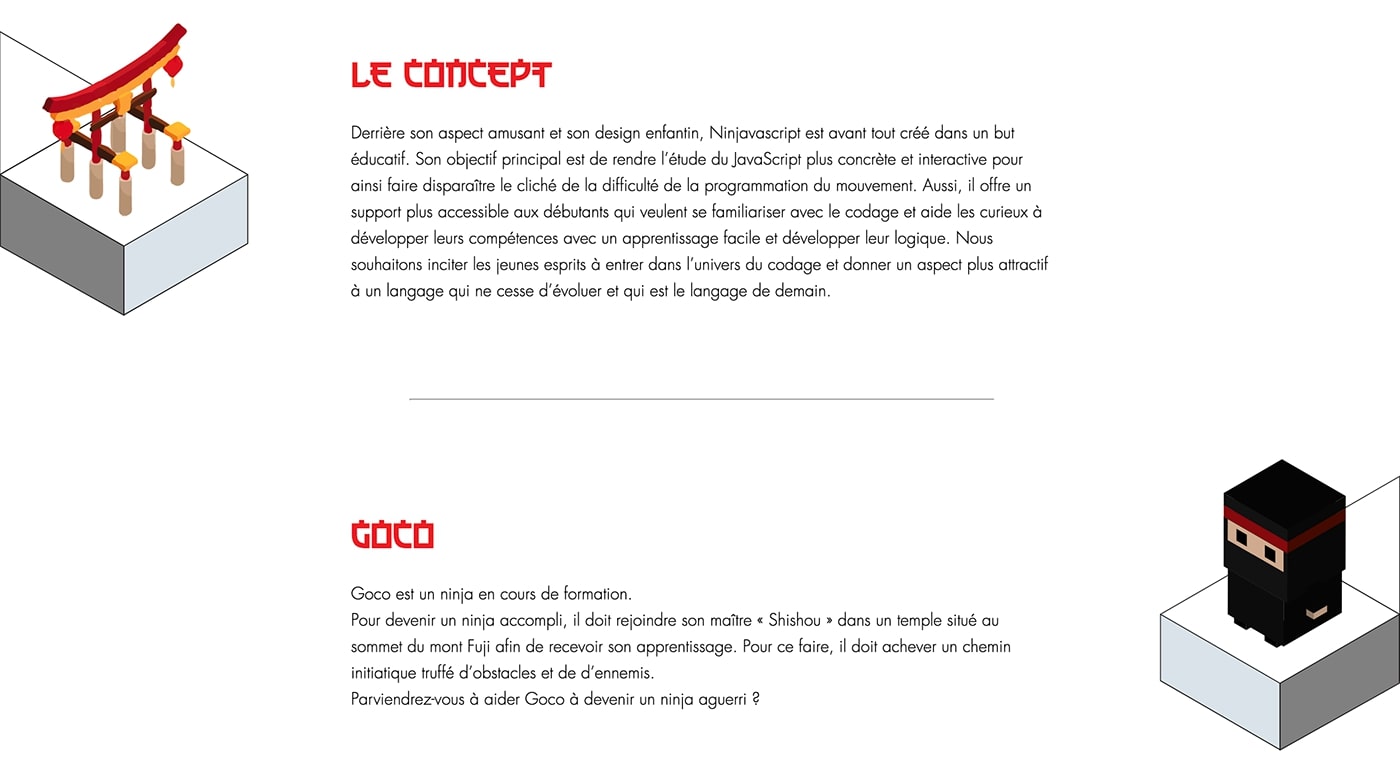 LE CONCEPT
Derrière son aspect amusant et son design enfantin, Ninjavascript est avant tout créé dans un but
éducatif. Son objectif principal est de rendre l'étude du JavaScript plus concrète et interactive pour
ainsi faire disparaître le cliché de la difficulté de la programmation du mouvement. Aussi, il offre un
support plus accessible aux débutants qui veulent se familiariser avec le codage et aide les curieux à
développer leurs compétences avec un apprentissage facile et développer leur logique. Nous
souhaitons inciter les jeunes esprits à entrer dans l'univers du codage et donner un aspect plus attractif
à un langage qui ne cesse d'évoluer et qui est le langage de demain.
GOCO
Goco est un ninja en cours de formation.
Pour devenir un ninja accompli, il doit rejoindre son maître « Shishou » dans un temple situé au
sommet du mont Fuji afin de recevoir son apprentissage. Pour ce faire, il doit achever un chemin
initiatique truffé d'obstacles et de d'ennemis.
Parviendrez-vous à aider Goco à devenir un ninja aguerri ?